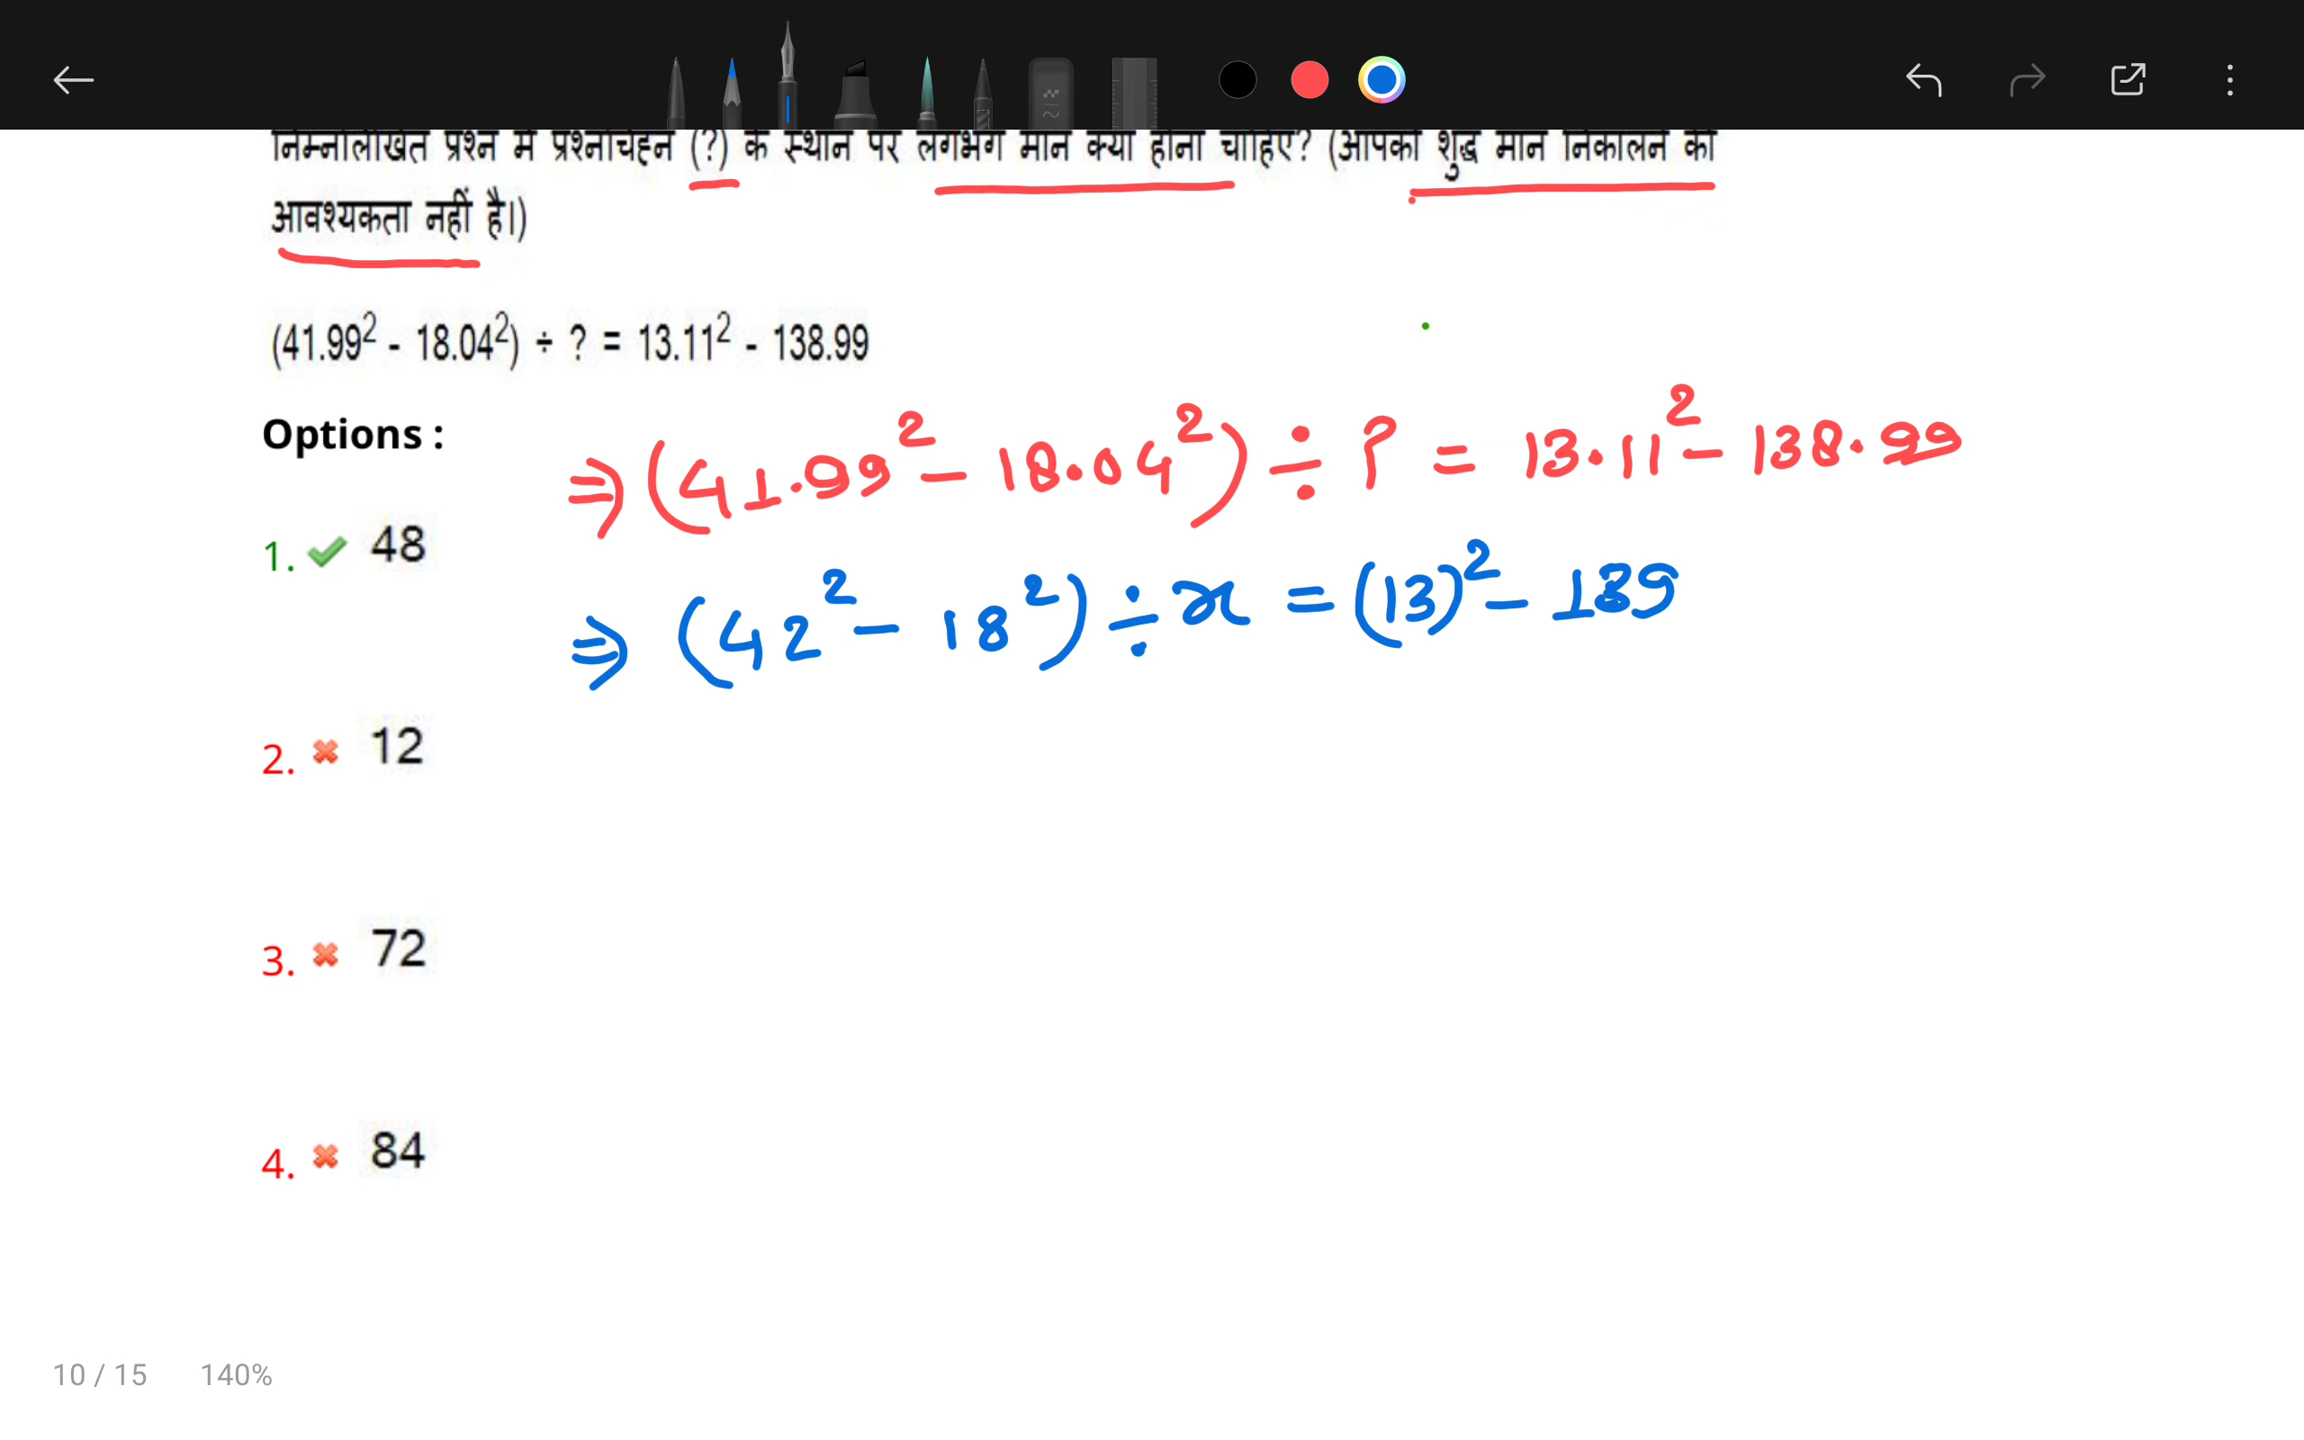 निम्नलिखित प्रश्न में प्रश्नचिह्न (?) के स्थान पर लगभग मान क्या होना चाहिए? (आपको शुद्ध मान निकालने की
आवश्यकता नहीं है।)
(41.99² - 18.04²) ÷ ? = 13.11² - 138.99
Options :
⇒ (41.99² - 18.04²) ÷ ? = 13.11² - 138.99
1. ✔ 48
⇒ (42² - 18²) ÷ x = (13)² - 139
2. ✖ 12
3. ✖ 72
4. ✖ 84
10 / 15 140%